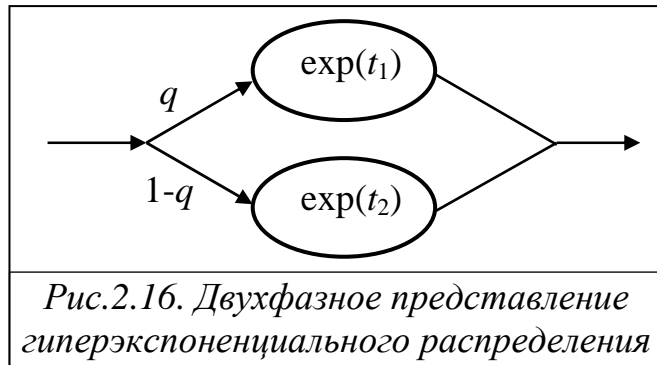 exp(t₁)
q
1-q
exp(t₂)
Рис.2.16. Двухфазное представление
гиперэкспоненциального распределения